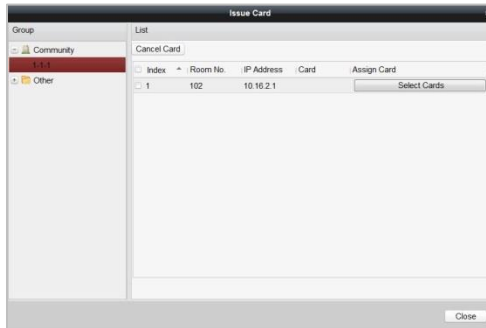 Issue Card
Group
List
Community
1-1-1
Other
Cancel Card
Index Room No. IP Address Card Assign Card
1 102 10.16.2.1 Select Cards
Close